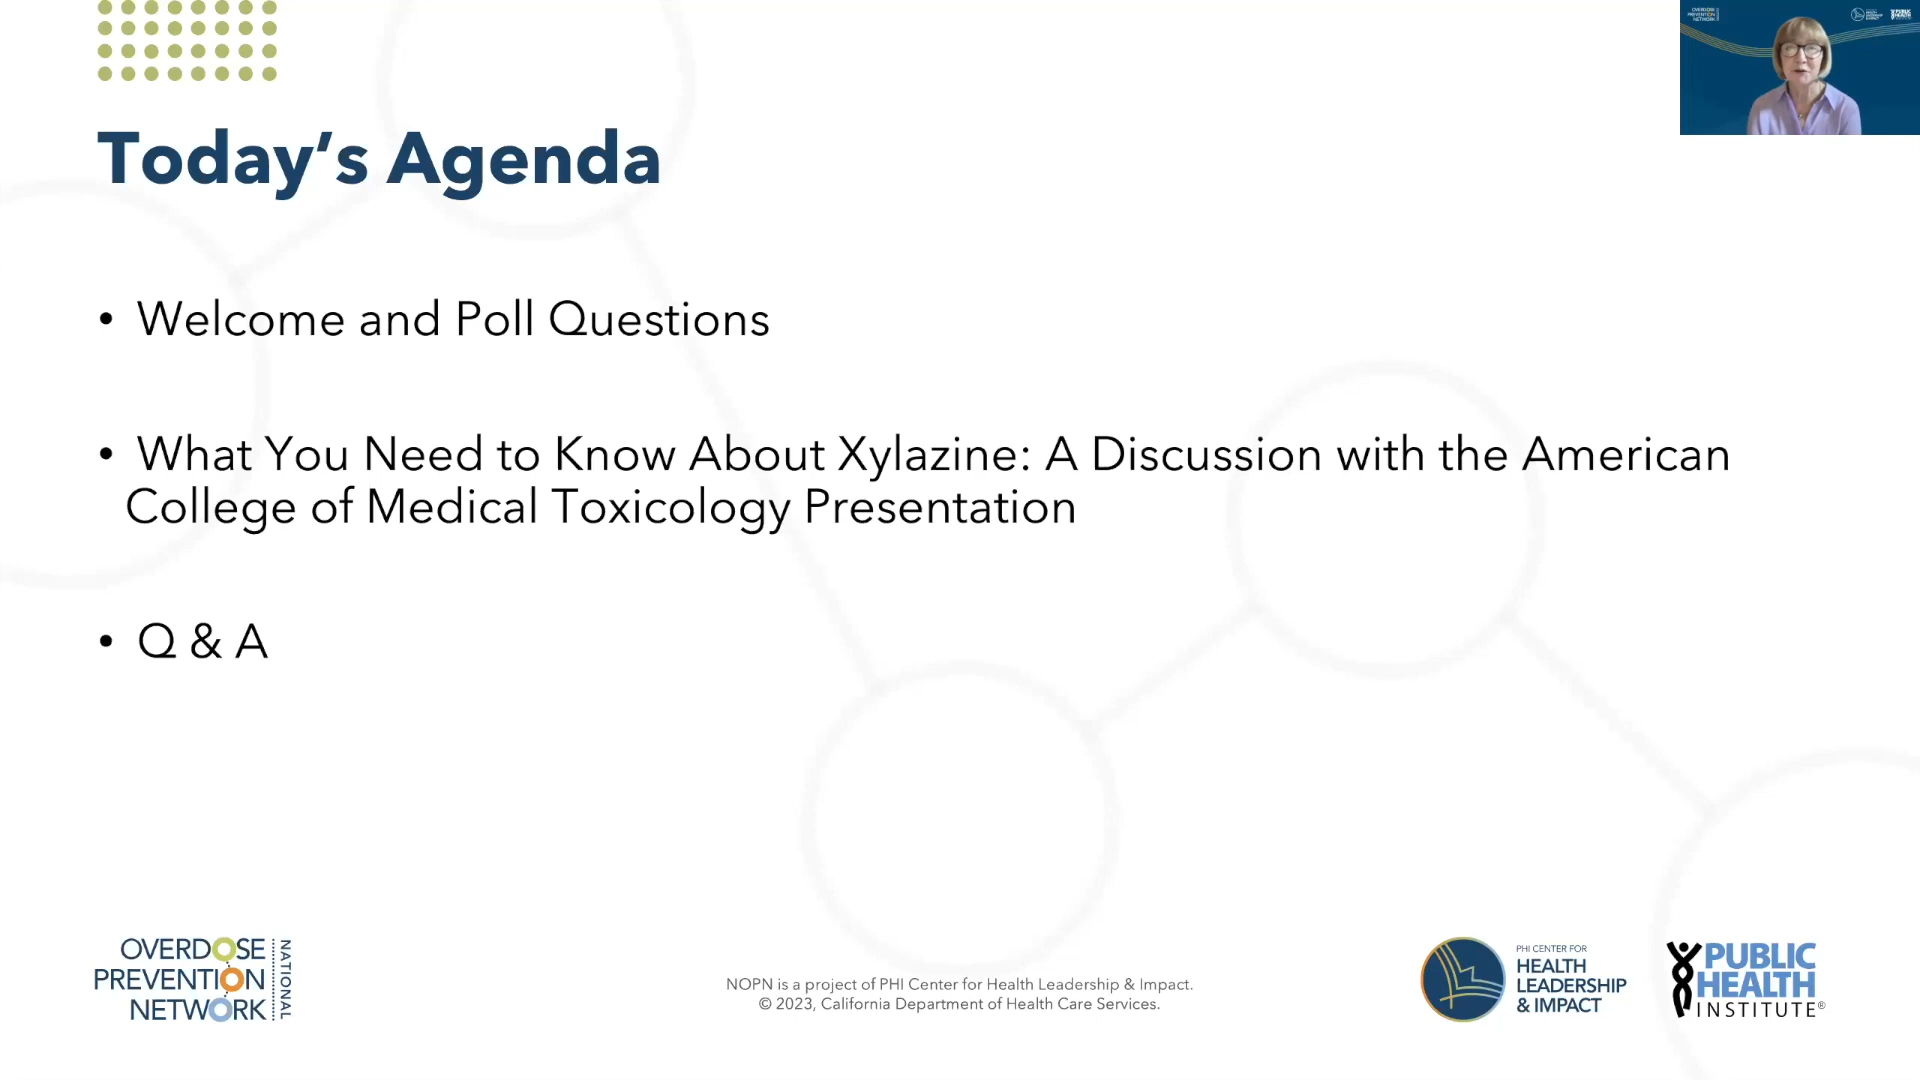 Today’s Agenda
• Welcome and Poll Questions
• What You Need to Know About Xylazine: A Discussion with the American
College of Medical Toxicology Presentation
• Q & A
OVERDOSE
PREVENTION
NETWORK
NATIONAL
NOPN is a project of PHI Center for Health Leadership & Impact.
© 2023, California Department of Health Care Services.
PHI CENTER FOR
HEALTH
LEADERSHIP
& IMPACT
PUBLIC
HEALTH
INSTITUTE®